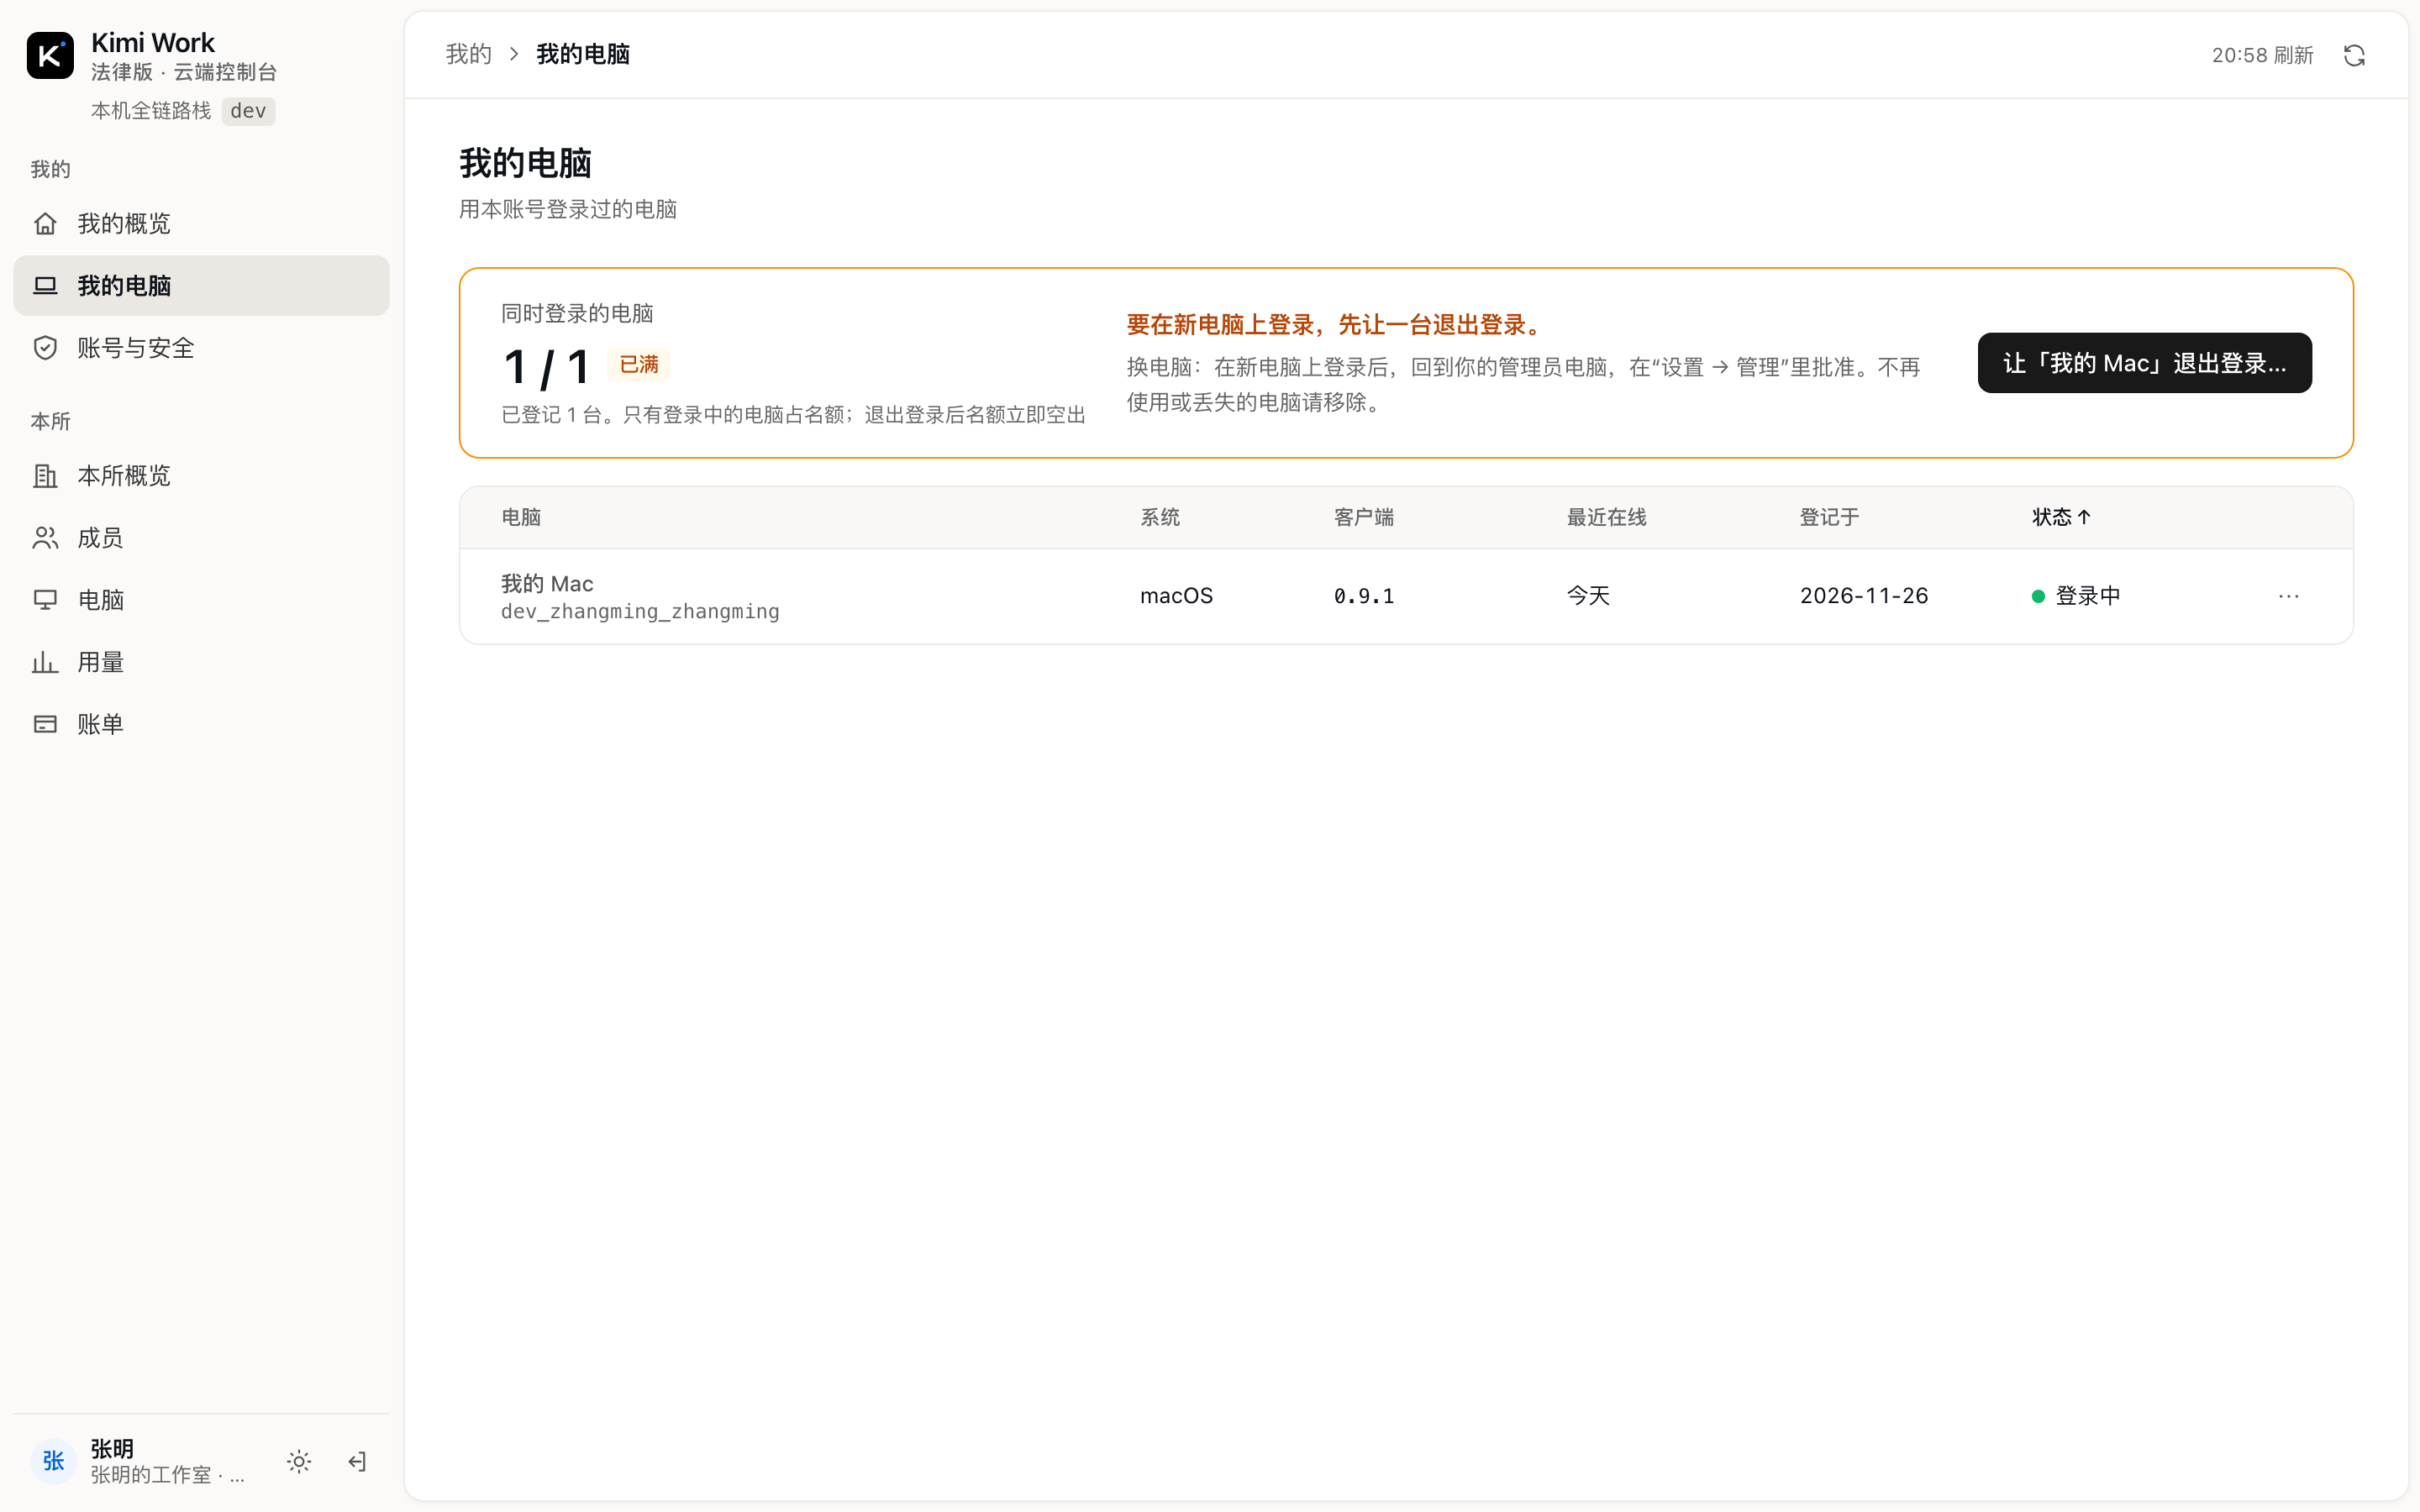 Kimi Work
法律版 · 云端控制台
本机全链路栈 dev
我的
我的概览
我的电脑
账号与安全
本所
本所概览
成员
电脑
用量
账单
张
张明
张明的工作室 · ...
我的 > 我的电脑
20:58 刷新
我的电脑
用本账号登录过的电脑
同时登录的电脑
1 / 1 已满
已登记 1 台。只有登录中的电脑占名额；退出登录后名额立即空出
要在新电脑上登录，先让一台退出登录。
换电脑：在新电脑上登录后，回到你的管理员电脑，在“设置 → 管理”里批准。不再
使用或丢失的电脑请移除。
让「我的 Mac」退出登录...
电脑 系统 客户端 最近在线 登记于 状态 ↑
我的 Mac
dev_zhangming_zhangming
macOS 0.9.1 今天 2026-11-26 登录中 ...